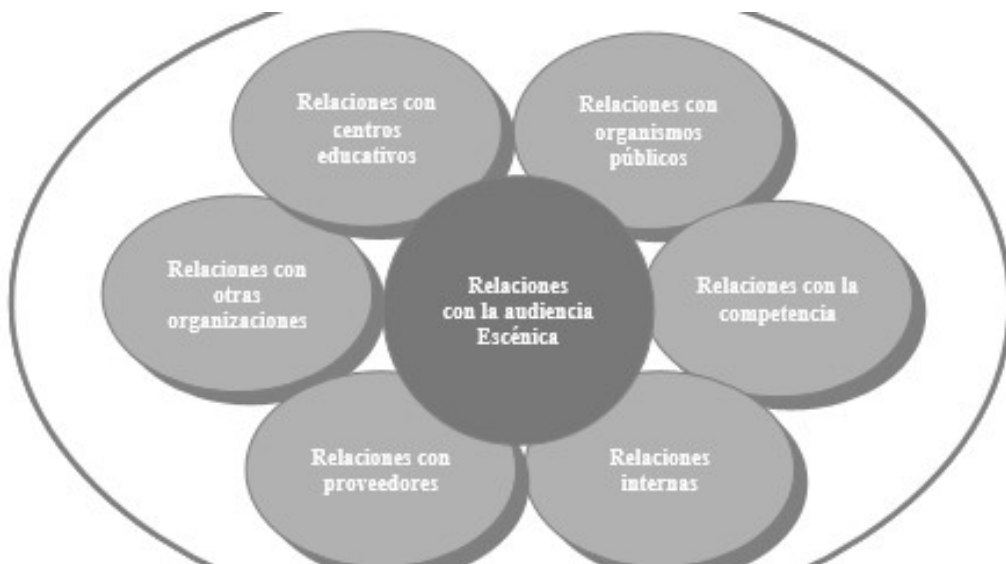 Relaciones con
centros
educativos
Relaciones con
organismos
públicos
Relaciones con
otras
organizaciones
Relaciones
con la audiencia
Escénica
Relaciones con la
competencia
Relaciones con
proveedores
Relaciones
internas